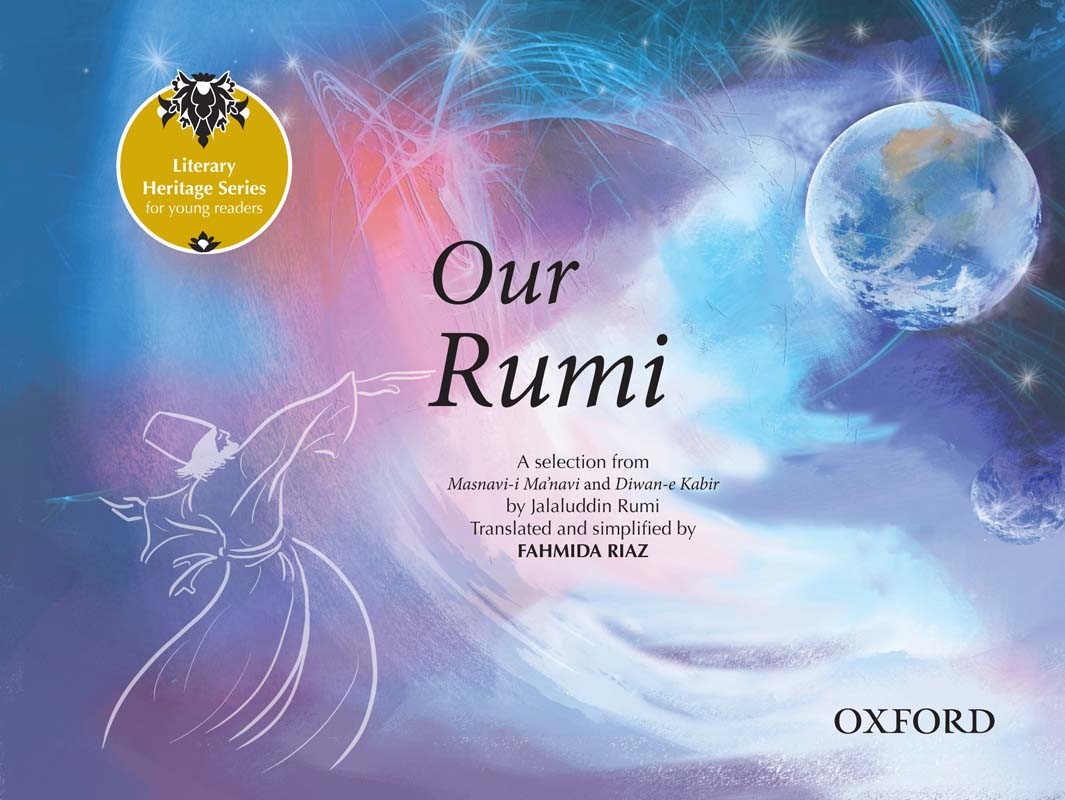 Literary
Heritage Series
for young readers
Our
Rumi
A selection from
Masnavi-i Ma'navi and Diwan-e Kabir
by Jalaluddin Rumi
Translated and simplified by
FAHMIDA RIAZ
OXFORD